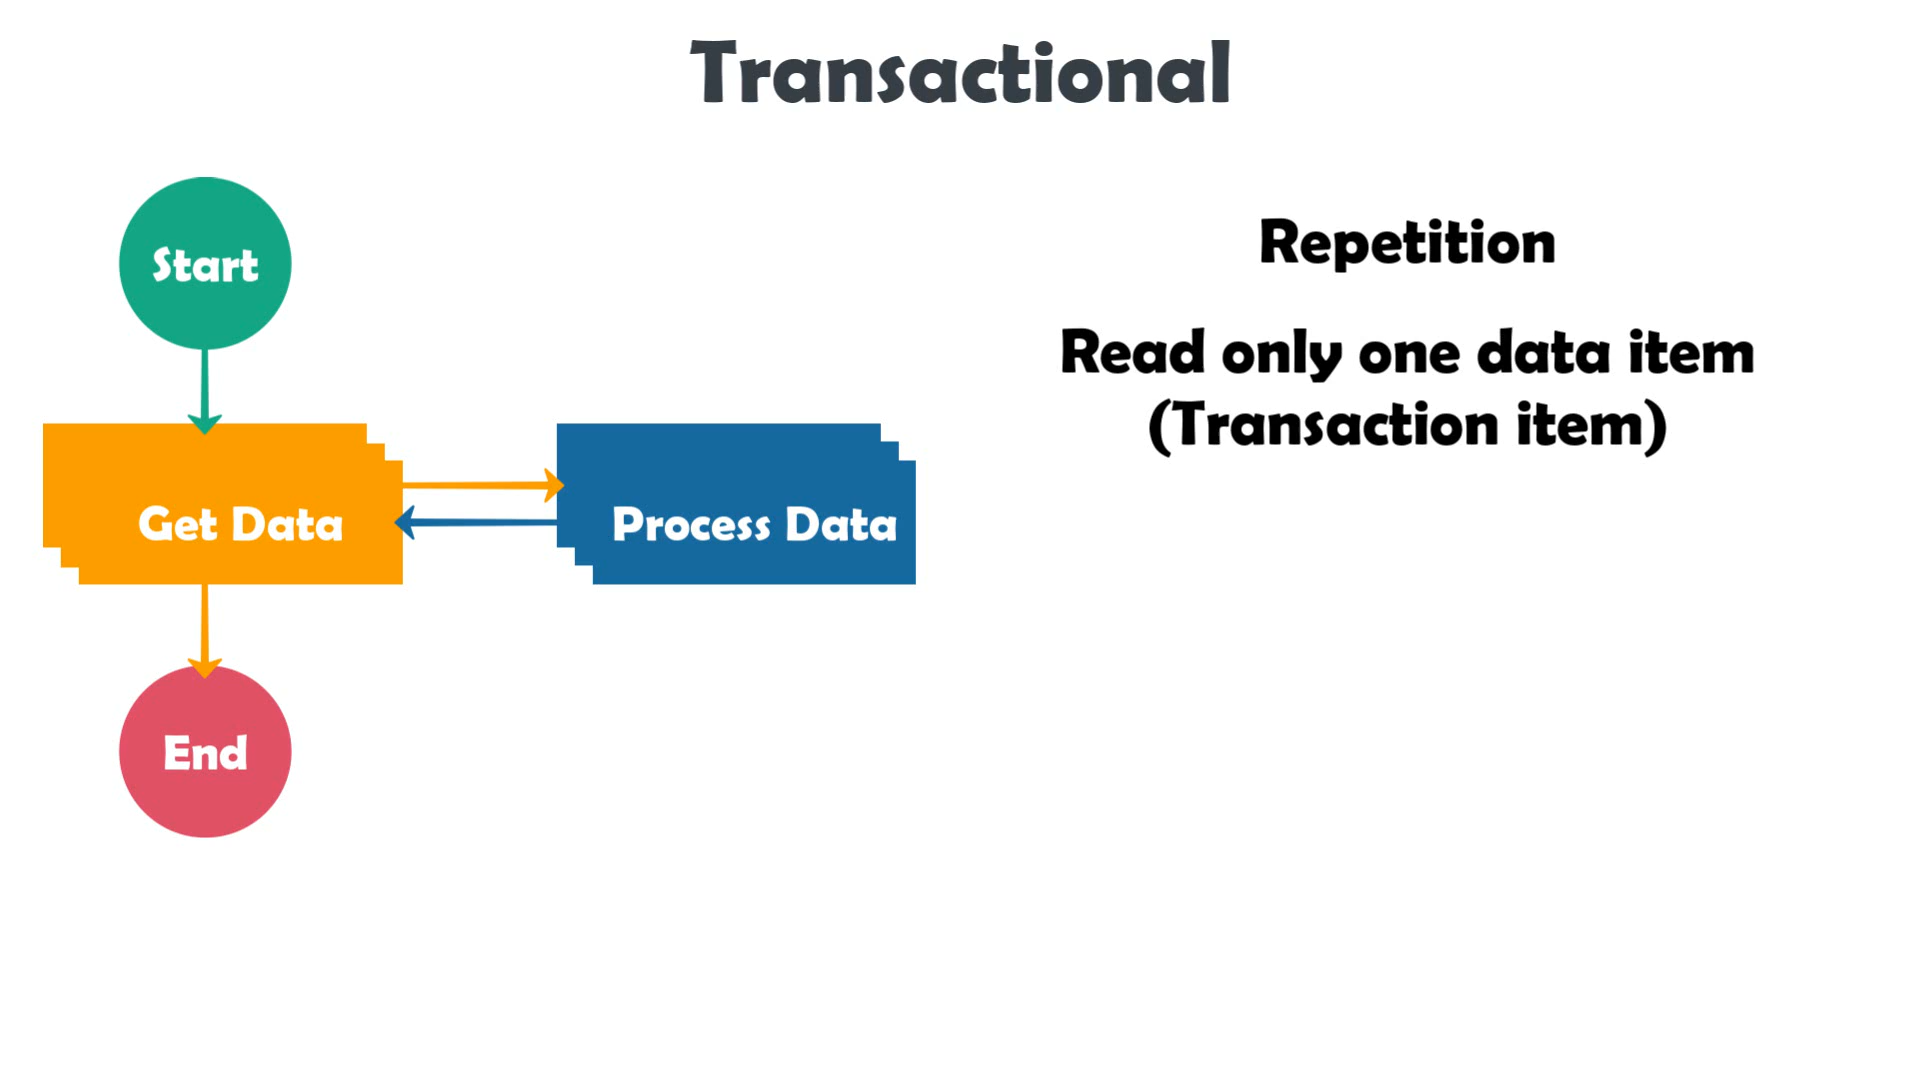 Transactional
Start
Get Data
Process Data
End
Repetition
Read only one data item
(Transaction item)